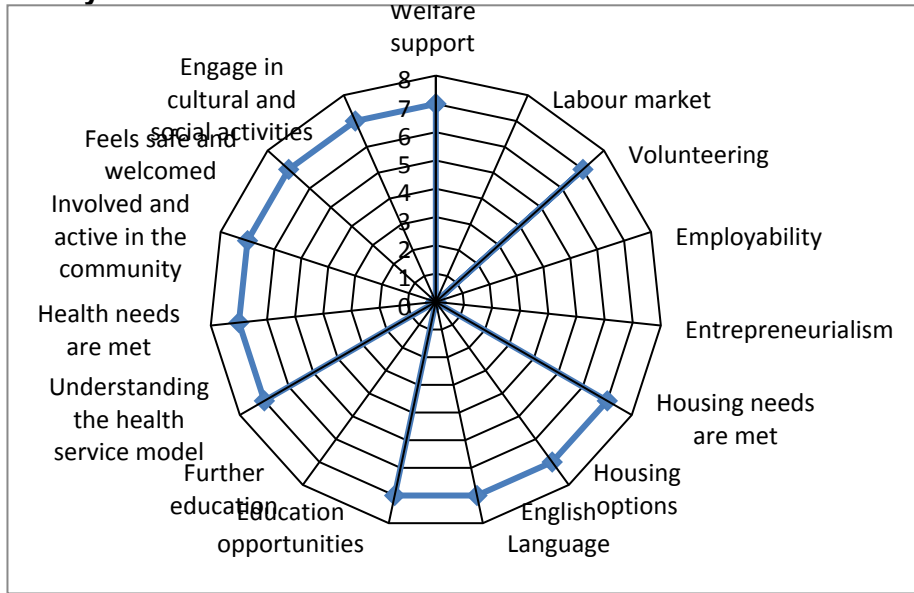 Welfare
support
Labour market
Volunteering
Employability
Entrepreneurialism
Housing needs
are met
Housing
options
English
Language
Education
opportunities
Further
education
Understanding
the health
service model
Health needs
are met
Involved and
active in the
community
Feels safe and
welcomed
Engage in
cultural and
social activities
8
7
6
5
4
3
2
1
0